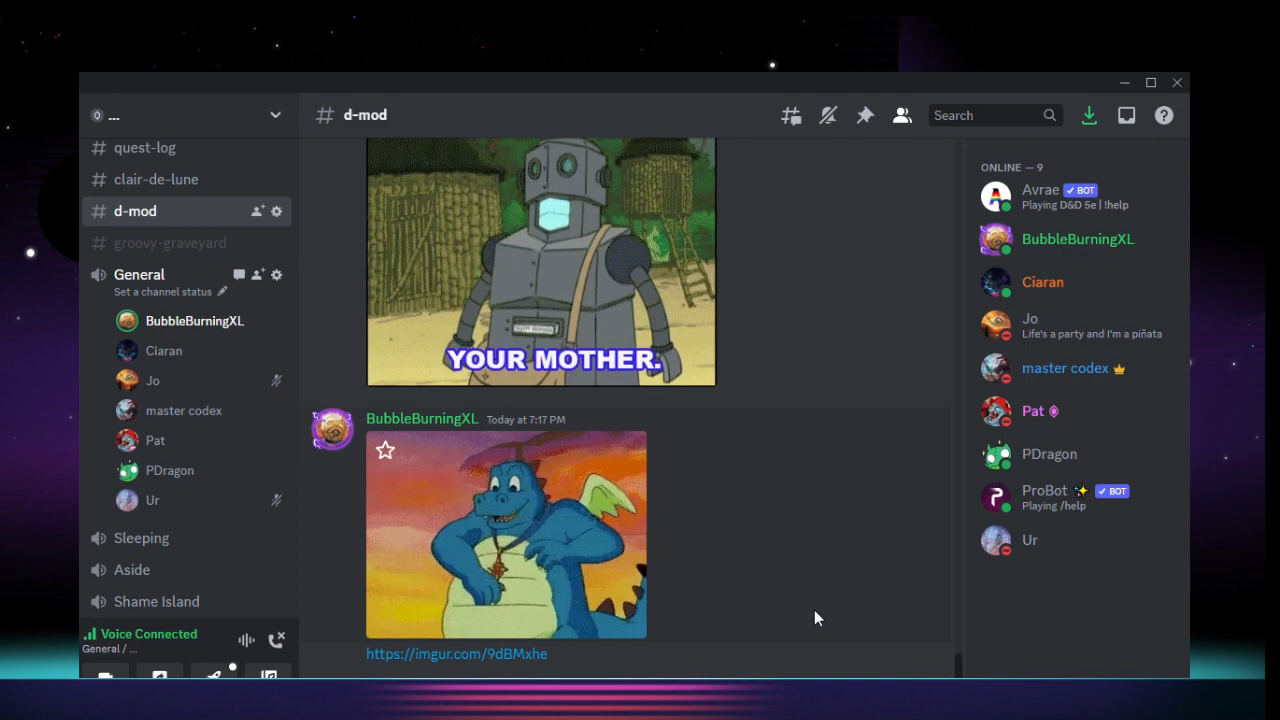 ...
# d-mod
Search
quest-log
clair-de-lune
d-mod
groovy-graveyard
General
Set a channel status
BubbleBurningXL
Ciaran
Jo
master codex
Pat
PDragon
Ur
Sleeping
Aside
Shame Island
Voice Connected
General / ...
YOUR MOTHER.
BubbleBurningXL Today at 7:17 PM
https://imgur.com/9dBMxhe
ONLINE — 9
Avrae BOT
Playing D&D 5e | !help
BubbleBurningXL
Ciaran
Jo
Life's a party and I'm a piñata
master codex
Pat
PDragon
ProBot ✨ BOT
Playing /help
Ur